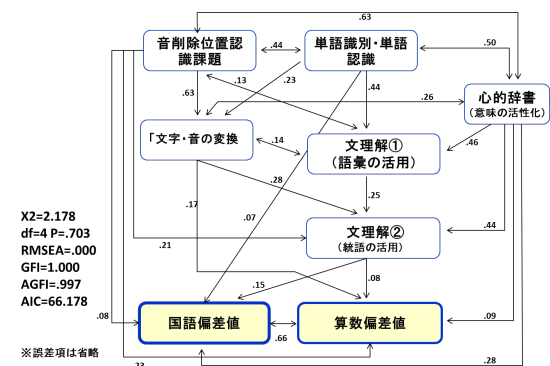 .63
音削除位置認
識課題
.44
単語識別・単語
認識
.50
.13
.63
.23
.44
.26
心的辞書
(意味の活性化)
「文字・音の変換
.14
文理解①
(語彙の活用)
.46
.28
.17
.25
.07
文理解②
(統語の活用)
.44
.21
X2=2.178
df=4 P=.703
RMSEA=.000
GFI=1.000
AGFI=.997
AIC=66.178
.15
.08
.08
国語偏差値
.66
算数偏差値
.09
※誤差項は省略
.23
.28